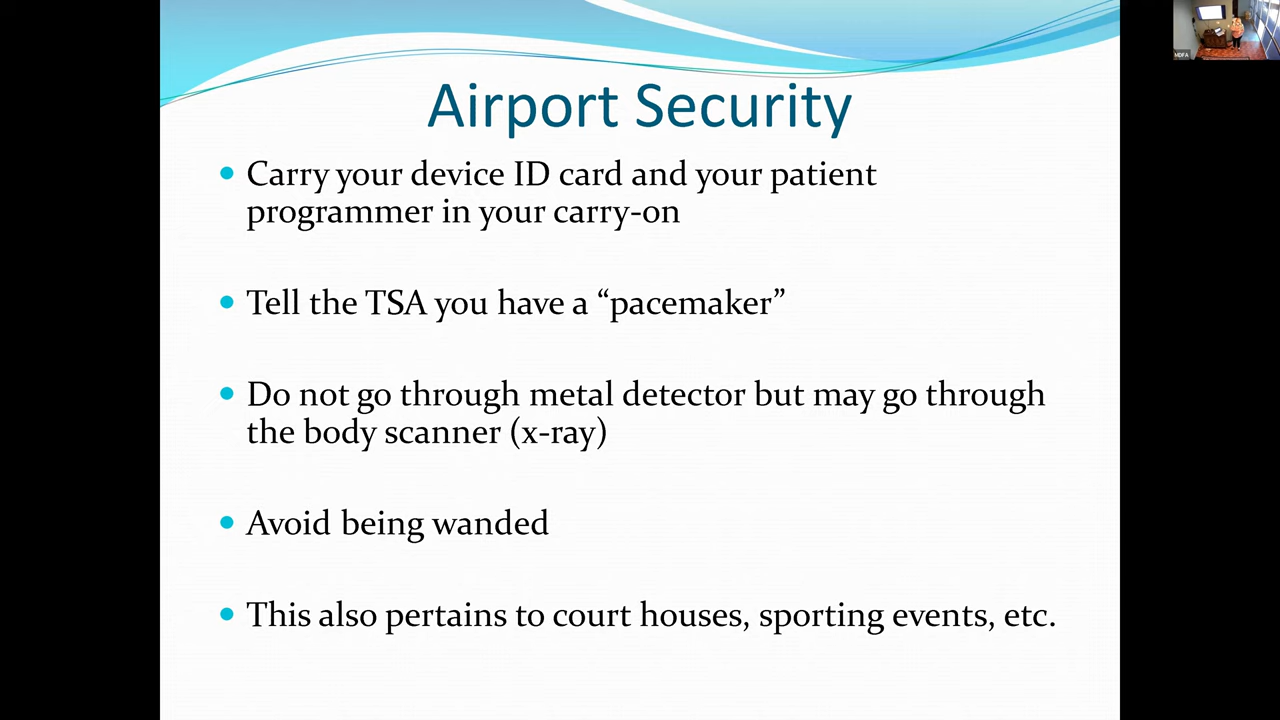 Airport Security
• Carry your device ID card and your patient
programmer in your carry-on
• Tell the TSA you have a “pacemaker”
• Do not go through metal detector but may go through
the body scanner (x-ray)
• Avoid being wanded
• This also pertains to court houses, sporting events, etc.
MDFA